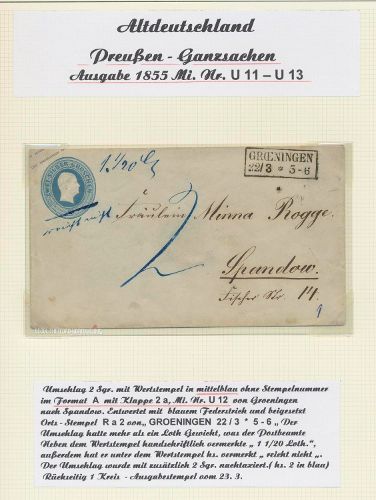 Altdeutschland
Preußen - Ganzsachen
Ausgabe 1855 Mi. Nr. U 11 – U 13
1 1/20 Lt
GRŒNINGEN
22/3 * 5-6
reicht nicht
Fräulein Minna Rogge.
2
Spandow.
Fischer Str. 14.
Umschlag 2 Sgr. mit Wertstempel in mittelblau ohne Stempelnummer
im Format A mit Klappe 2 a, Mi. Nr. U 12 von Groeningen
nach Spandow. Entwertet mit blauem Federstrich und beigesetzt
Orts - Stempel R a 2 von „ GROENINGEN 22 / 3 * 5 - 6 „ Der
Umschlag hatte mehr als ein Loth Gewicht, was der Postbeamte
Neben dem Wertstempel handschriftlich vermerkte „ 1 1/20 Loth.“,
außerdem hat er unter dem Wertstempel hs. vermerkt „ reicht nicht „.
Der Umschlag wurde mit zusätzlich 2 Sgr. nachtaxiert.( hs. 2 in blau)
Rückseitig 1 Kreis - Ausgabestempel vom 23. 3.